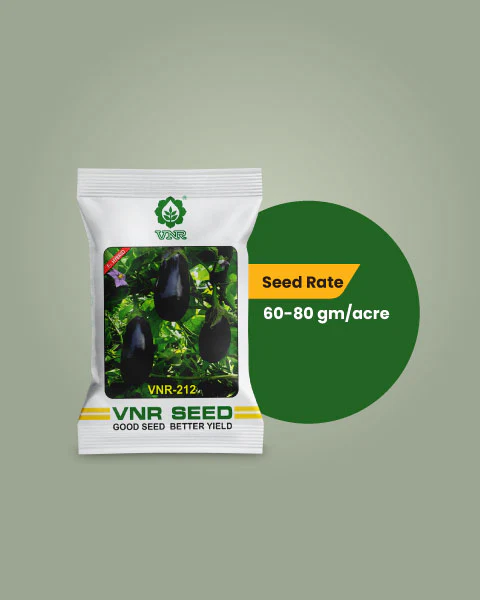 VNR
VNR-212
VNR SEED
GOOD SEED BETTER YIELD
Seed Rate
60-80 gm/acre